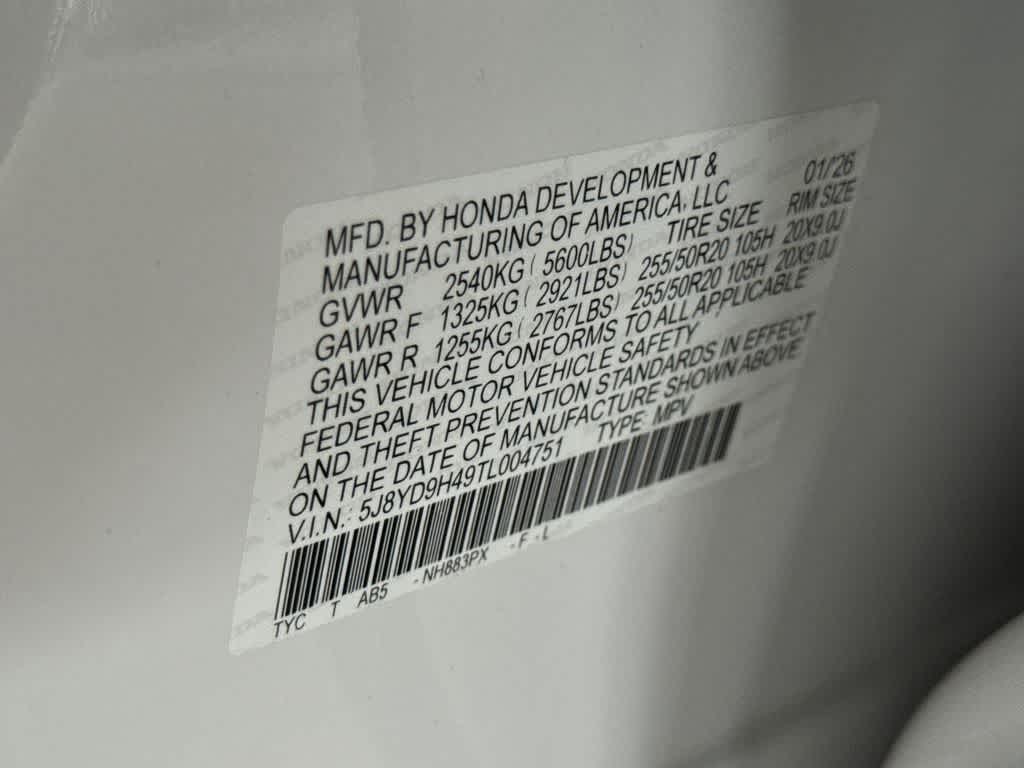 MFD. BY HONDA DEVELOPMENT & 01/26
MANUFACTURING OF AMERICA, LLC
GVWR 2540KG ( 5600LBS) TIRE SIZE RIM SIZE
GAWR F 1325KG ( 2921LBS) 255/50R20 105H 20X9.0J
GAWR R 1255KG ( 2767LBS) 255/50R20 105H 20X9.0J
THIS VEHICLE CONFORMS TO ALL APPLICABLE
FEDERAL MOTOR VEHICLE SAFETY
AND THEFT PREVENTION STANDARDS IN EFFECT
ON THE DATE OF MANUFACTURE SHOWN ABOVE
V.I.N.: 5J8YD9H49TL004751 TYPE: MPV
TYC T AB5 - NH883PX - F - L